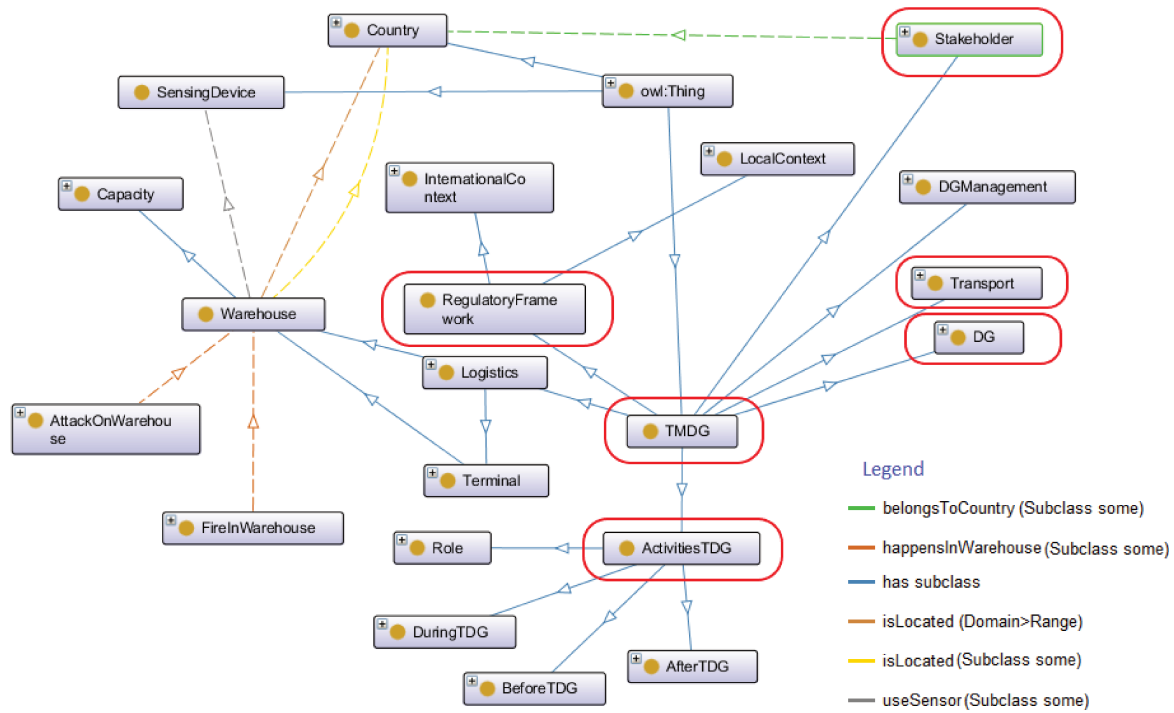 Country
Stakeholder
SensingDevice
owl:Thing
LocalContext
InternationalCo
ntext
DGManagement
Capacity
Transport
RegulatoryFrame
work
Warehouse
DG
Logistics
AttackOnWarehou
se
TMDG
Terminal
FireInWarehouse
Role
ActivitiesTDG
DuringTDG
AfterTDG
BeforeTDG
Legend
belongsToCountry (Subclass some)
happensInWarehouse (Subclass some)
has subclass
isLocated (Domain>Range)
isLocated (Subclass some)
useSensor (Subclass some)